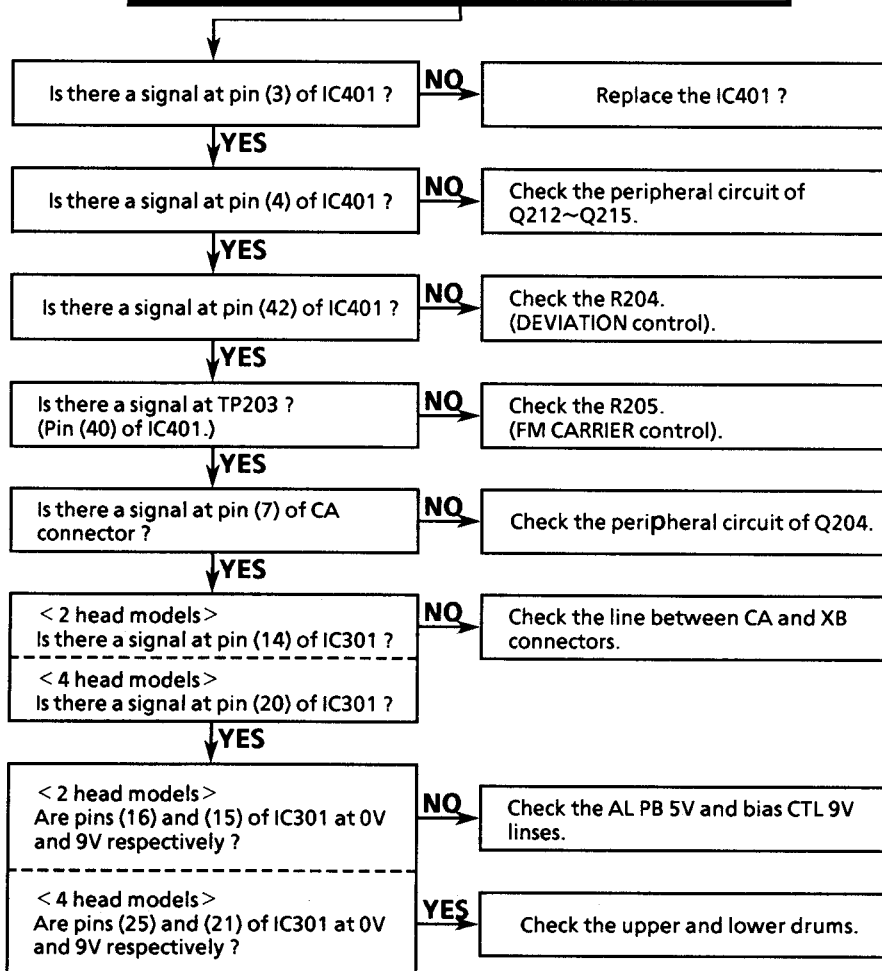 Is there a signal at pin (3) of IC401 ?
NO
Replace the IC401 ?
YES
Is there a signal at pin (4) of IC401 ?
NO
Check the peripheral circuit of
Q212~Q215.
YES
Is there a signal at pin (42) of IC401 ?
NO
Check the R204.
(DEVIATION control).
YES
Is there a signal at TP203 ?
(Pin (40) of IC401.)
NO
Check the R205.
(FM CARRIER control).
YES
Is there a signal at pin (7) of CA
connector ?
NO
Check the peripheral circuit of Q204.
YES
< 2 head models >
Is there a signal at pin (14) of IC301 ?
< 4 head models >
Is there a signal at pin (20) of IC301 ?
NO
Check the line between CA and XB
connectors.
YES
< 2 head models >
Are pins (16) and (15) of IC301 at 0V
and 9V respectively ?
NO
Check the AL PB 5V and bias CTL 9V
linses.
< 4 head models >
Are pins (25) and (21) of IC301 at 0V
and 9V respectively ?
YES
Check the upper and lower drums.